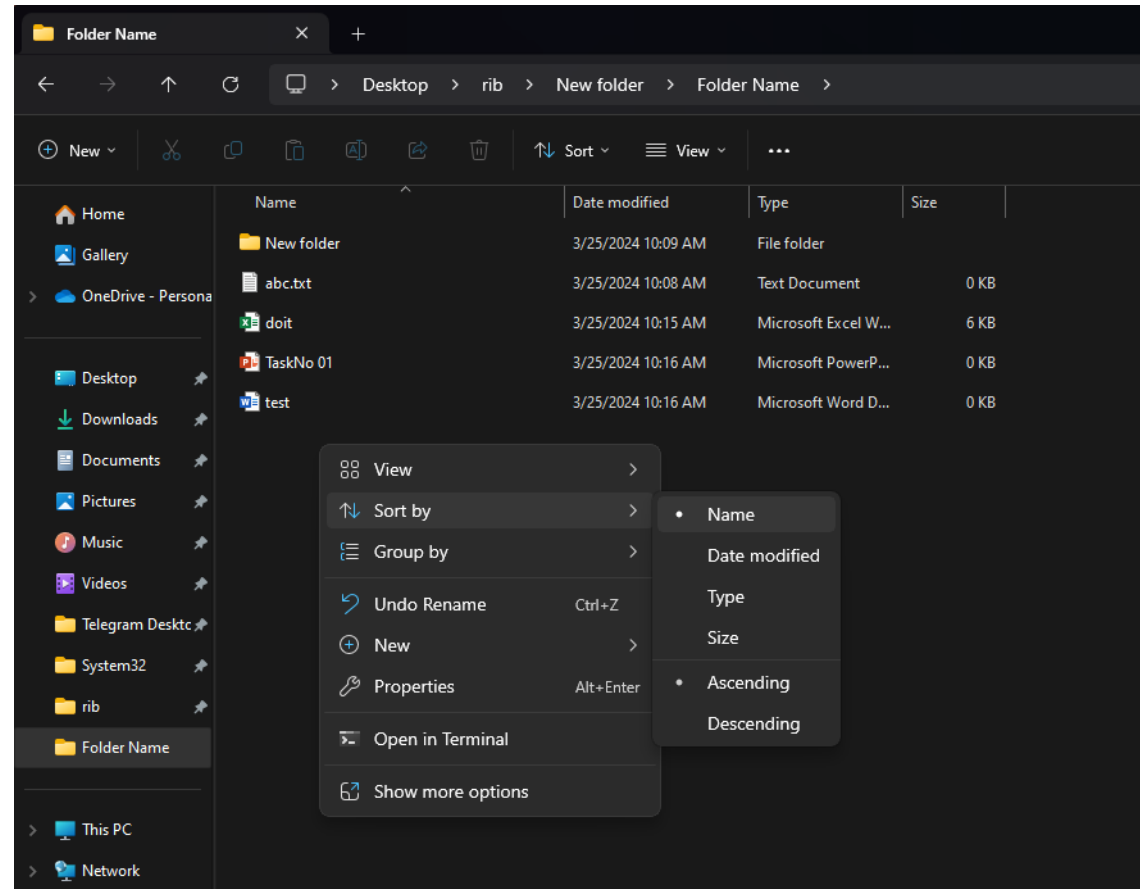 Folder Name
Desktop > rib > New folder > Folder Name >
New Sort View
Name Date modified Type Size
Home
Gallery
OneDrive - Persona
Desktop
Downloads
Documents
Pictures
Music
Videos
Telegram Deskto
System32
rib
Folder Name
This PC
Network
New folder 3/25/2024 10:09 AM File folder
abc.txt 3/25/2024 10:08 AM Text Document 0 KB
doit 3/25/2024 10:15 AM Microsoft Excel W... 6 KB
TaskNo 01 3/25/2024 10:16 AM Microsoft PowerP... 0 KB
test 3/25/2024 10:16 AM Microsoft Word D... 0 KB
View
Sort by
Group by
Undo Rename Ctrl+Z
New
Properties Alt+Enter
Open in Terminal
Show more options
Name
Date modified
Type
Size
Ascending
Descending